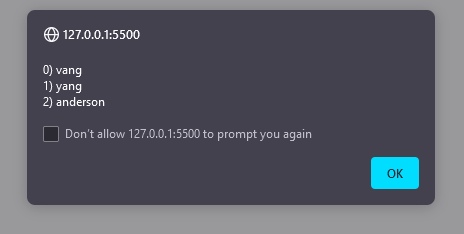 127.0.0.1:5500
0) vang
1) yang
2) anderson
Don't allow 127.0.0.1:5500 to prompt you again
OK